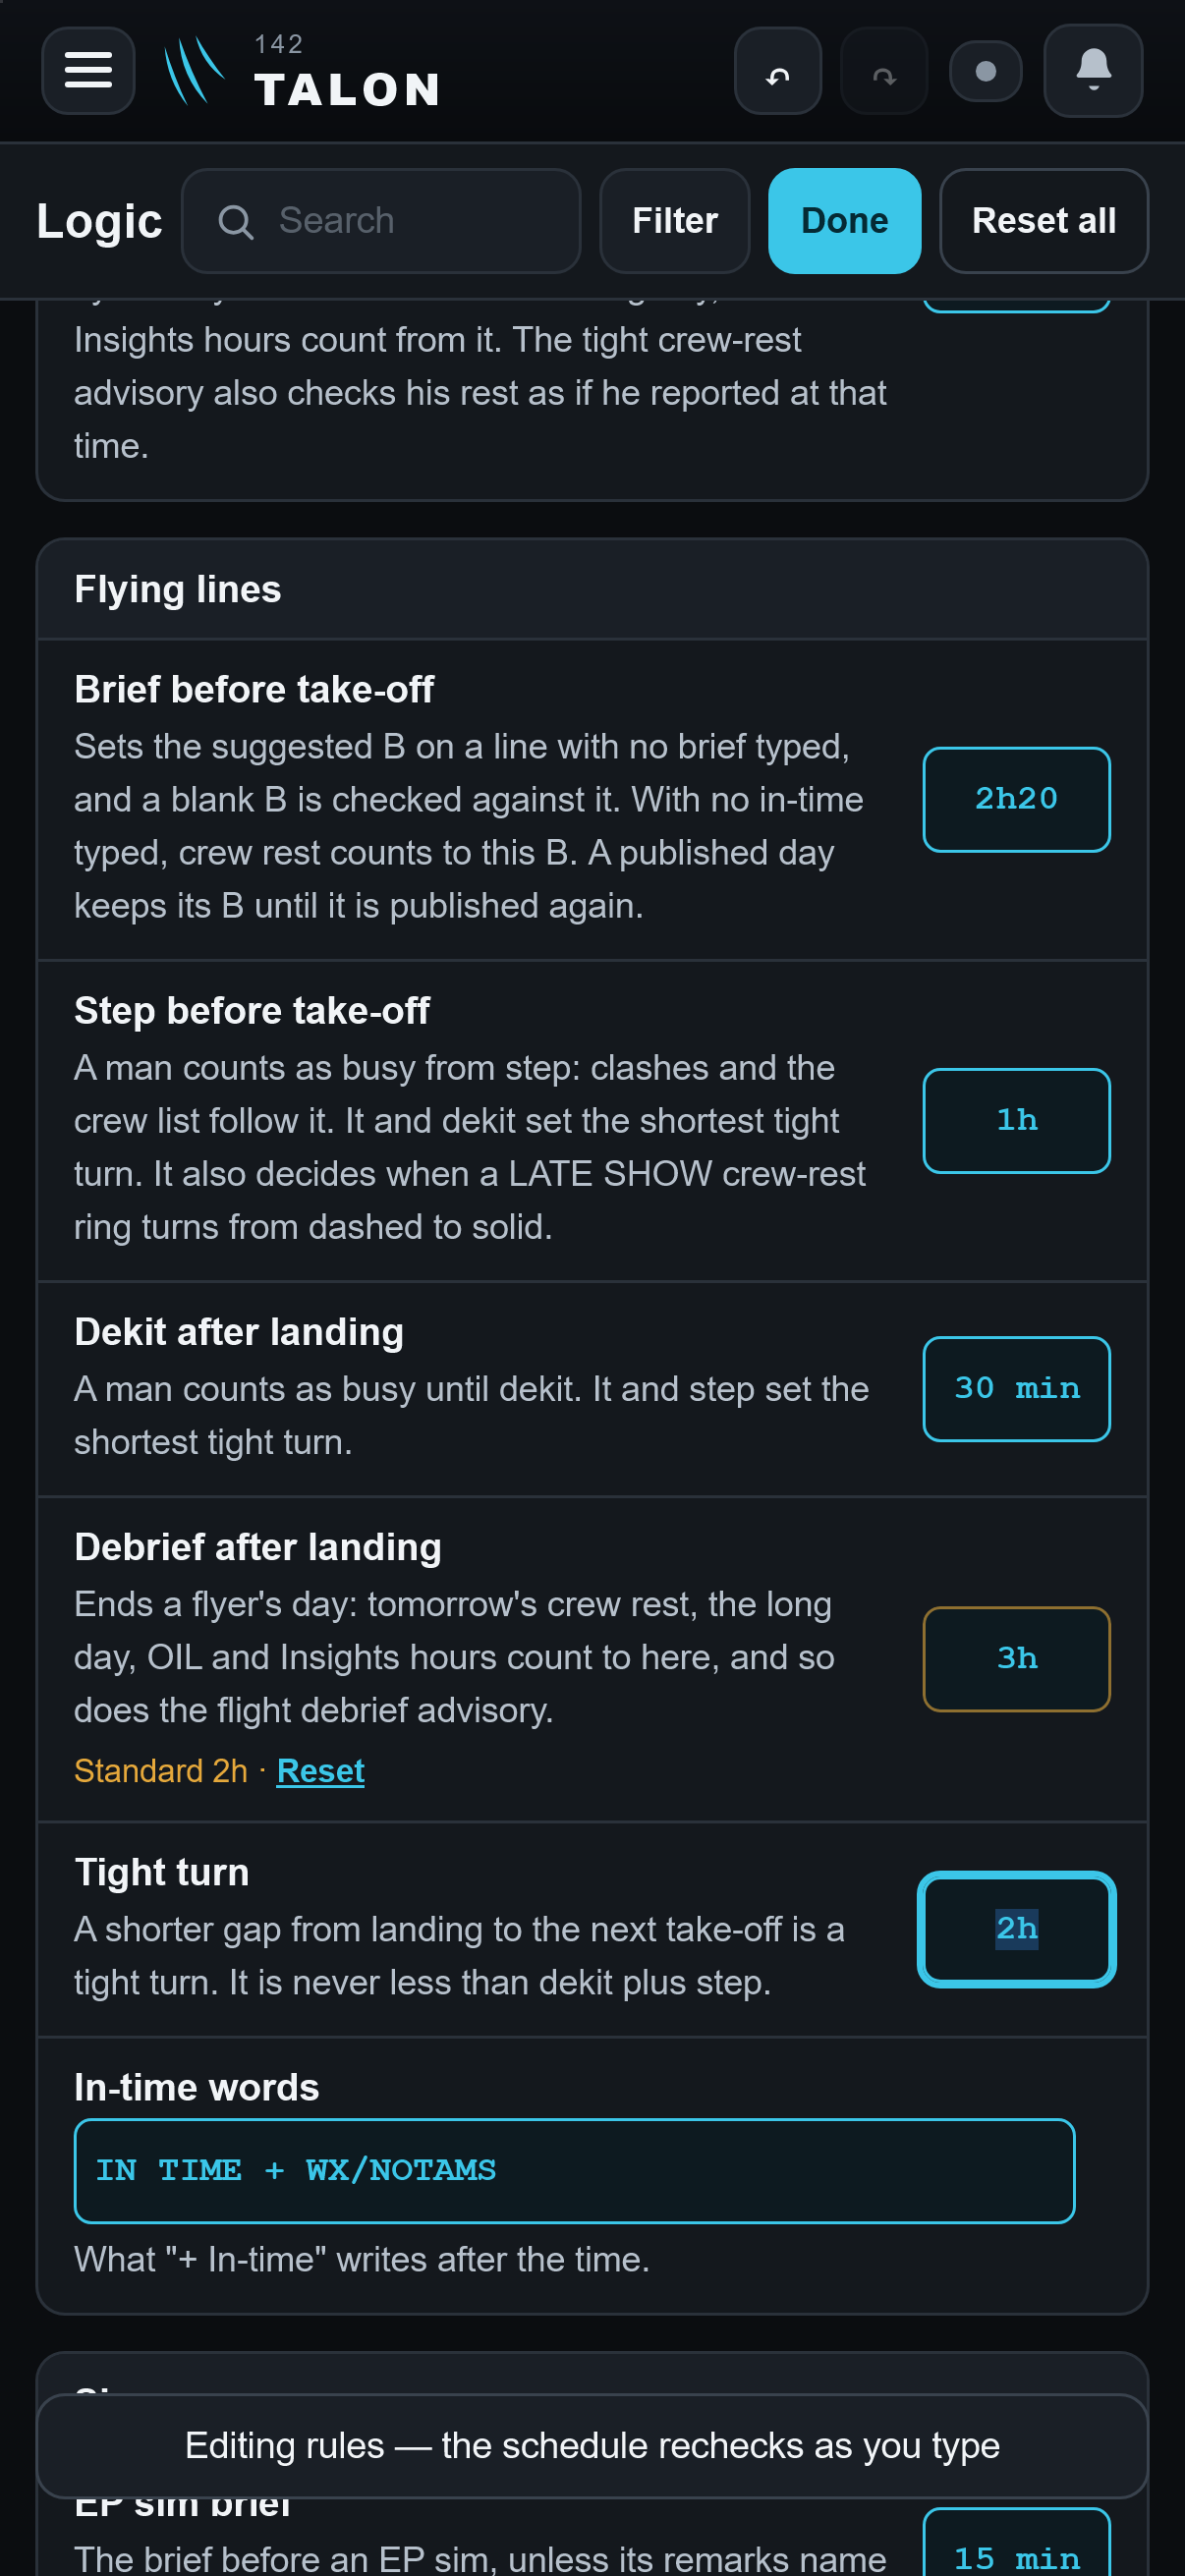 142
TALON
Logic
Search
Filter
Done
Reset all
Insights hours count from it. The tight crew-rest
advisory also checks his rest as if he reported at that
time.
Flying lines
Brief before take-off
Sets the suggested B on a line with no brief typed,
and a blank B is checked against it. With no in-time
typed, crew rest counts to this B. A published day
keeps its B until it is published again.
2h20
Step before take-off
A man counts as busy from step: clashes and the
crew list follow it. It and dekit set the shortest tight
turn. It also decides when a LATE SHOW crew-rest
ring turns from dashed to solid.
1h
Dekit after landing
A man counts as busy until dekit. It and step set the
shortest tight turn.
30 min
Debrief after landing
Ends a flyer's day: tomorrow's crew rest, the long
day, OIL and Insights hours count to here, and so
does the flight debrief advisory.
Standard 2h · Reset
3h
Tight turn
A shorter gap from landing to the next take-off is a
tight turn. It is never less than dekit plus step.
2h
In-time words
IN TIME + WX/NOTAMS
What "+ In-time" writes after the time.
Editing rules — the schedule rechecks as you type
EP sim brief
The brief before an EP sim, unless its remarks name
15 min